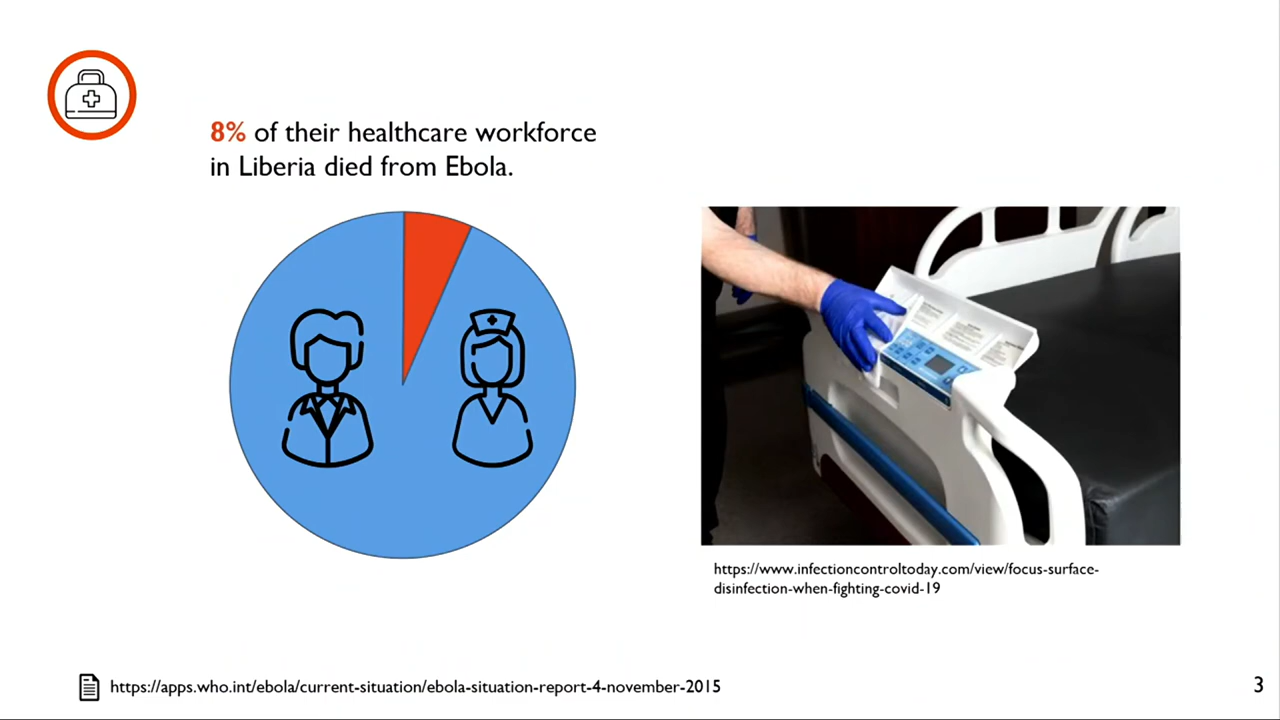 8% of their healthcare workforce
in Liberia died from Ebola.
https://www.infectioncontroltoday.com/view/focus-surface-
disinfection-when-fighting-covid-19
https://apps.who.int/ebola/current-situation/ebola-situation-report-4-november-2015
3